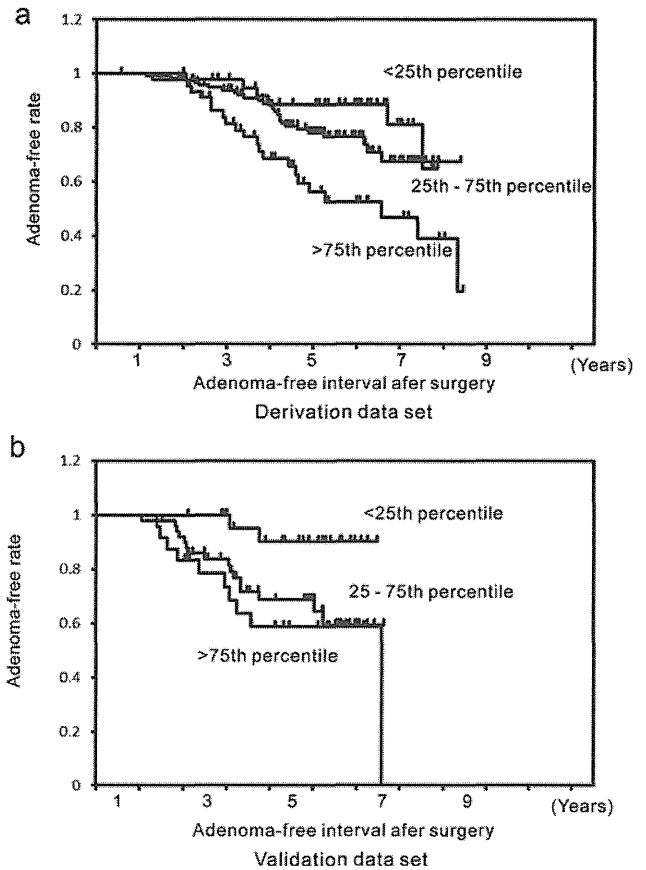 a
1.2
1
0.8
0.6
0.4
0.2
0
Adenoma-free rate
<25th percentile
25th - 75th percentile
>75th percentile
1 2 3 5 7 9
(Years)
Adenoma-free interval afer surgery
Derivation data set
b
1.2
1
0.8
0.6
0.4
0.2
0
Adenoma-free rate
<25th percentile
25 - 75th percentile
>75th percentile
1 3 5 7 9
(Years)
Adenoma-free interval afer surgery
Validation data set